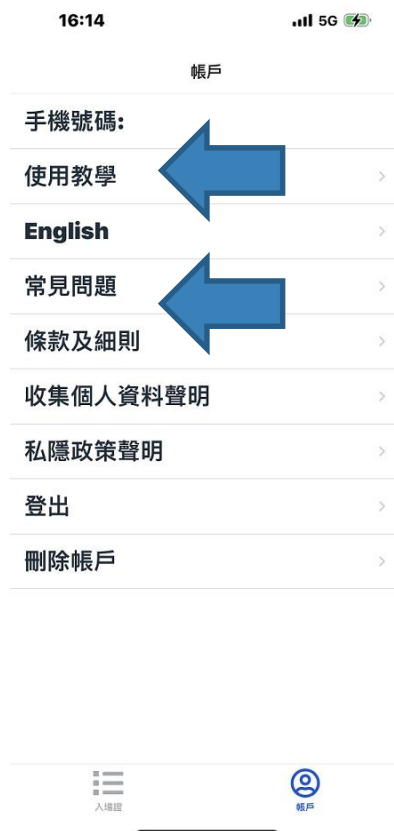 16:14 5G
帳戶
手機號碼:
使用教學
English
常見問題
條款及細則
收集個人資料聲明
私隱政策聲明
登出
刪除帳戶
入場證 帳戶